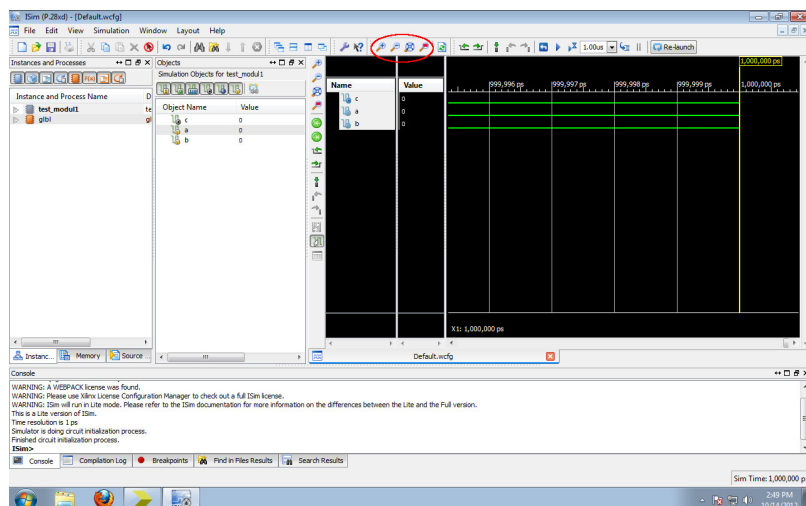 ISim (P.28xd) - [Default.wcfg]
File Edit View Simulation Window Layout Help
1.00us
Re-launch
Instances and Processes
Instance and Process Name
D
test_modul1
te
glbl
gl
Objects
Simulation Objects for test_modul1
Object Name Value
c 0
a 0
b 0
Name Value
c 0
a 0
b 0
1,000,000 ps
999,996 ps 999,997 ps 999,998 ps 999,999 ps 1,000,000 ps
X1: 1,000,000 ps
Instanc... Memory Source ...
Default.wcfg
Console
WARNING: A WEBPACK license was found.
WARNING: Please use Xilinx License Configuration Manager to check out a full ISim license.
WARNING: ISim will run in Lite mode. Please refer to the ISim documentation for more information on the differences between the Lite and the Full version.
This is a Lite version of ISim.
Time resolution is 1 ps
Simulator is doing circuit initialization process.
Finished circuit initialization process.
ISim>
Console Compilation Log Breakpoints Find in Files Results Search Results
Sim Time: 1,000,000 p
2:49 PM
10/14/2013